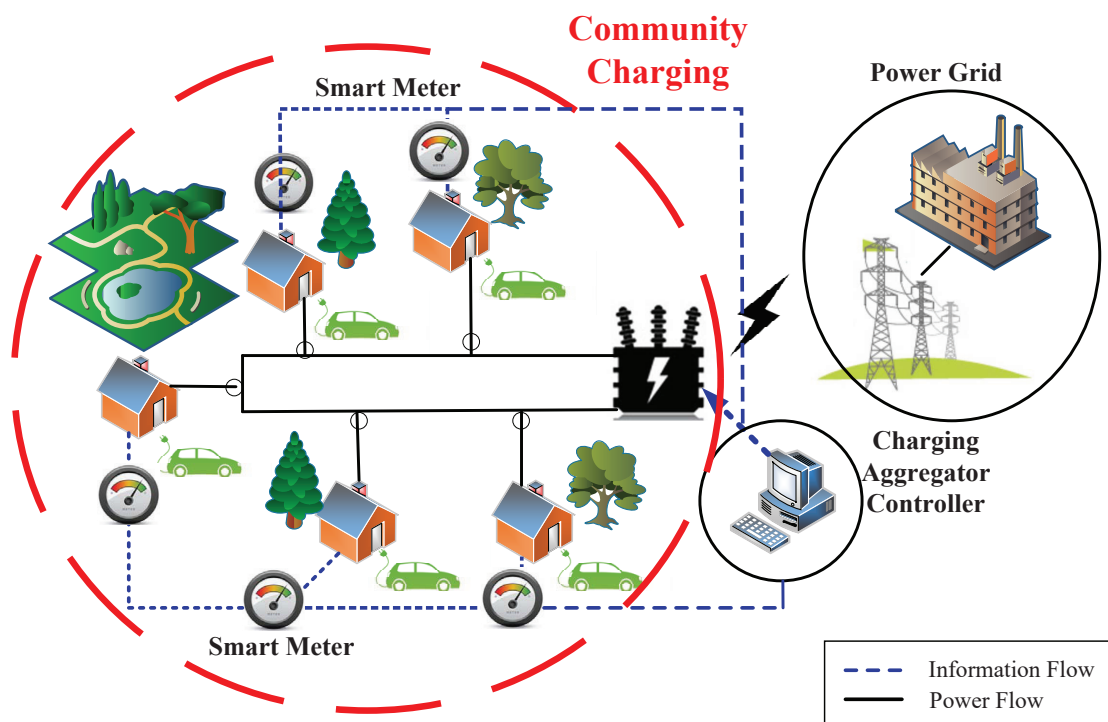 Community
Charging
Smart Meter
Power Grid
Charging
Aggregator
Controller
Smart Meter
Information Flow
Power Flow